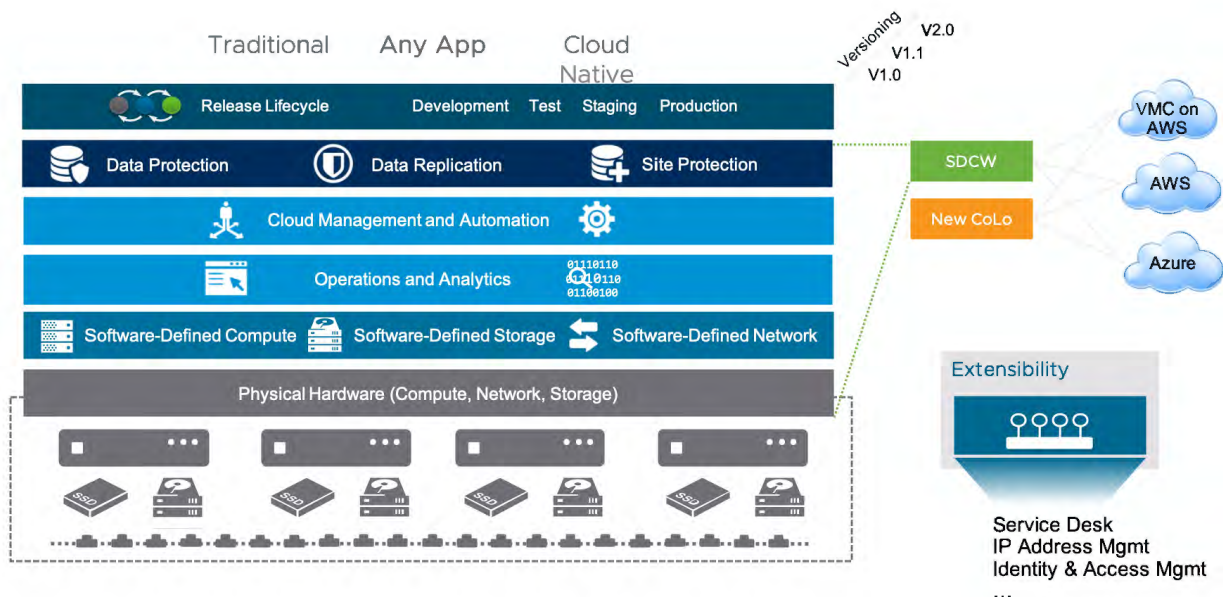 Traditional
Any App
Cloud
Native
Versioning
V1.0
V1.1
V2.0
Release Lifecycle
Development Test Staging Production
Data Protection
Data Replication
Site Protection
Cloud Management and Automation
Operations and Analytics
01110110
01110110
01100100
Software-Defined Compute
Software-Defined Storage
Software-Defined Network
Physical Hardware (Compute, Network, Storage)
SSD
SSD
SSD
SSD
SDCW
New CoLo
VMC on
AWS
AWS
Azure
Extensibility
Service Desk
IP Address Mgmt
Identity & Access Mgmt
...